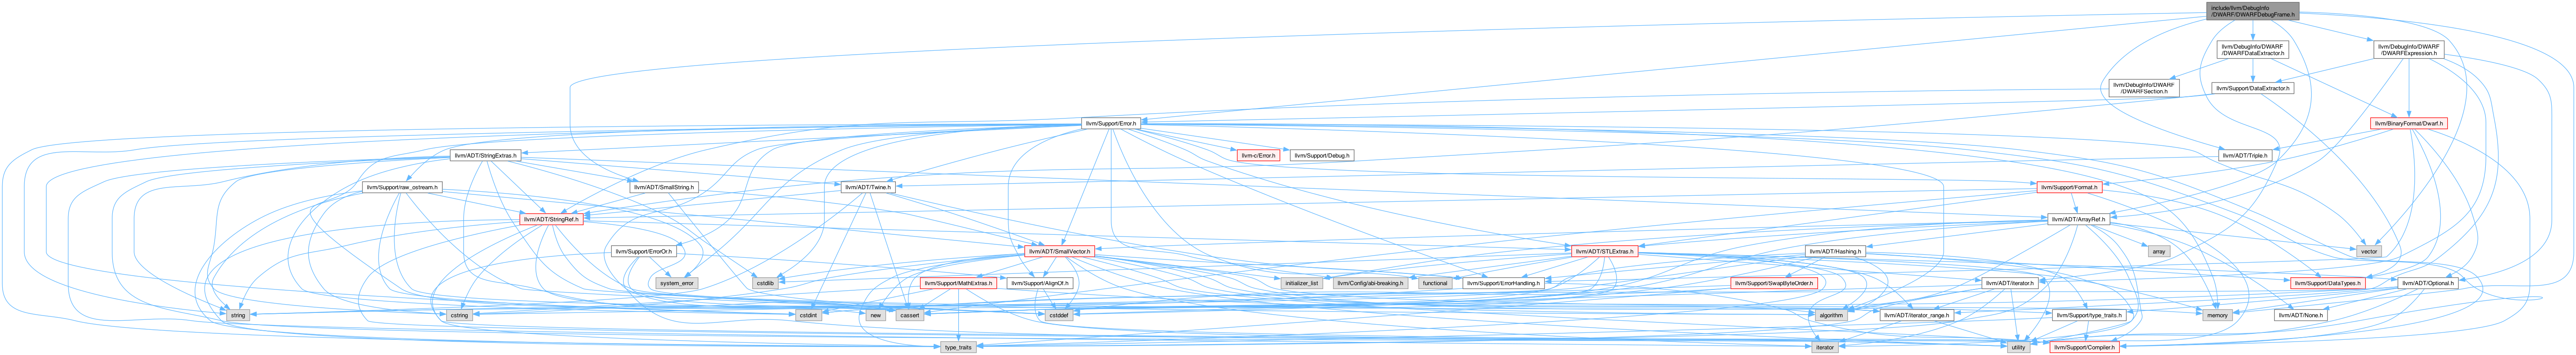 include/llvm/DebugInfo
/DWARF/DWARFDebugFrame.h
llvm/DebugInfo/DWARF
/DWARFDataExtractor.h
llvm/DebugInfo/DWARF
/DWARFExpression.h
llvm/DebugInfo/DWARF
/DWARFSection.h
llvm/Support/DataExtractor.h
llvm/Support/Error.h
llvm/BinaryFormat/Dwarf.h
llvm/ADT/StringExtras.h
llvm-c/Error.h
llvm/Support/Debug.h
llvm/ADT/Triple.h
llvm/Support/raw_ostream.h
llvm/ADT/SmallString.h
llvm/ADT/Twine.h
llvm/Support/Format.h
llvm/ADT/StringRef.h
llvm/ADT/ArrayRef.h
llvm/Support/ErrorOr.h
llvm/ADT/SmallVector.h
llvm/ADT/STLExtras.h
llvm/ADT/Hashing.h
array
vector
system_error
cstdlib
llvm/Support/MathExtras.h
llvm/Support/AlignOf.h
initializer_list
llvm/Config/abi-breaking.h
functional
llvm/Support/ErrorHandling.h
llvm/Support/SwapByteOrder.h
llvm/ADT/iterator.h
llvm/Support/DataTypes.h
llvm/ADT/Optional.h
string
cstring
cstdint
new
cassert
cstddef
algorithm
llvm/ADT/iterator_range.h
llvm/Support/type_traits.h
memory
llvm/ADT/None.h
type_traits
iterator
utility
llvm/Support/Compiler.h